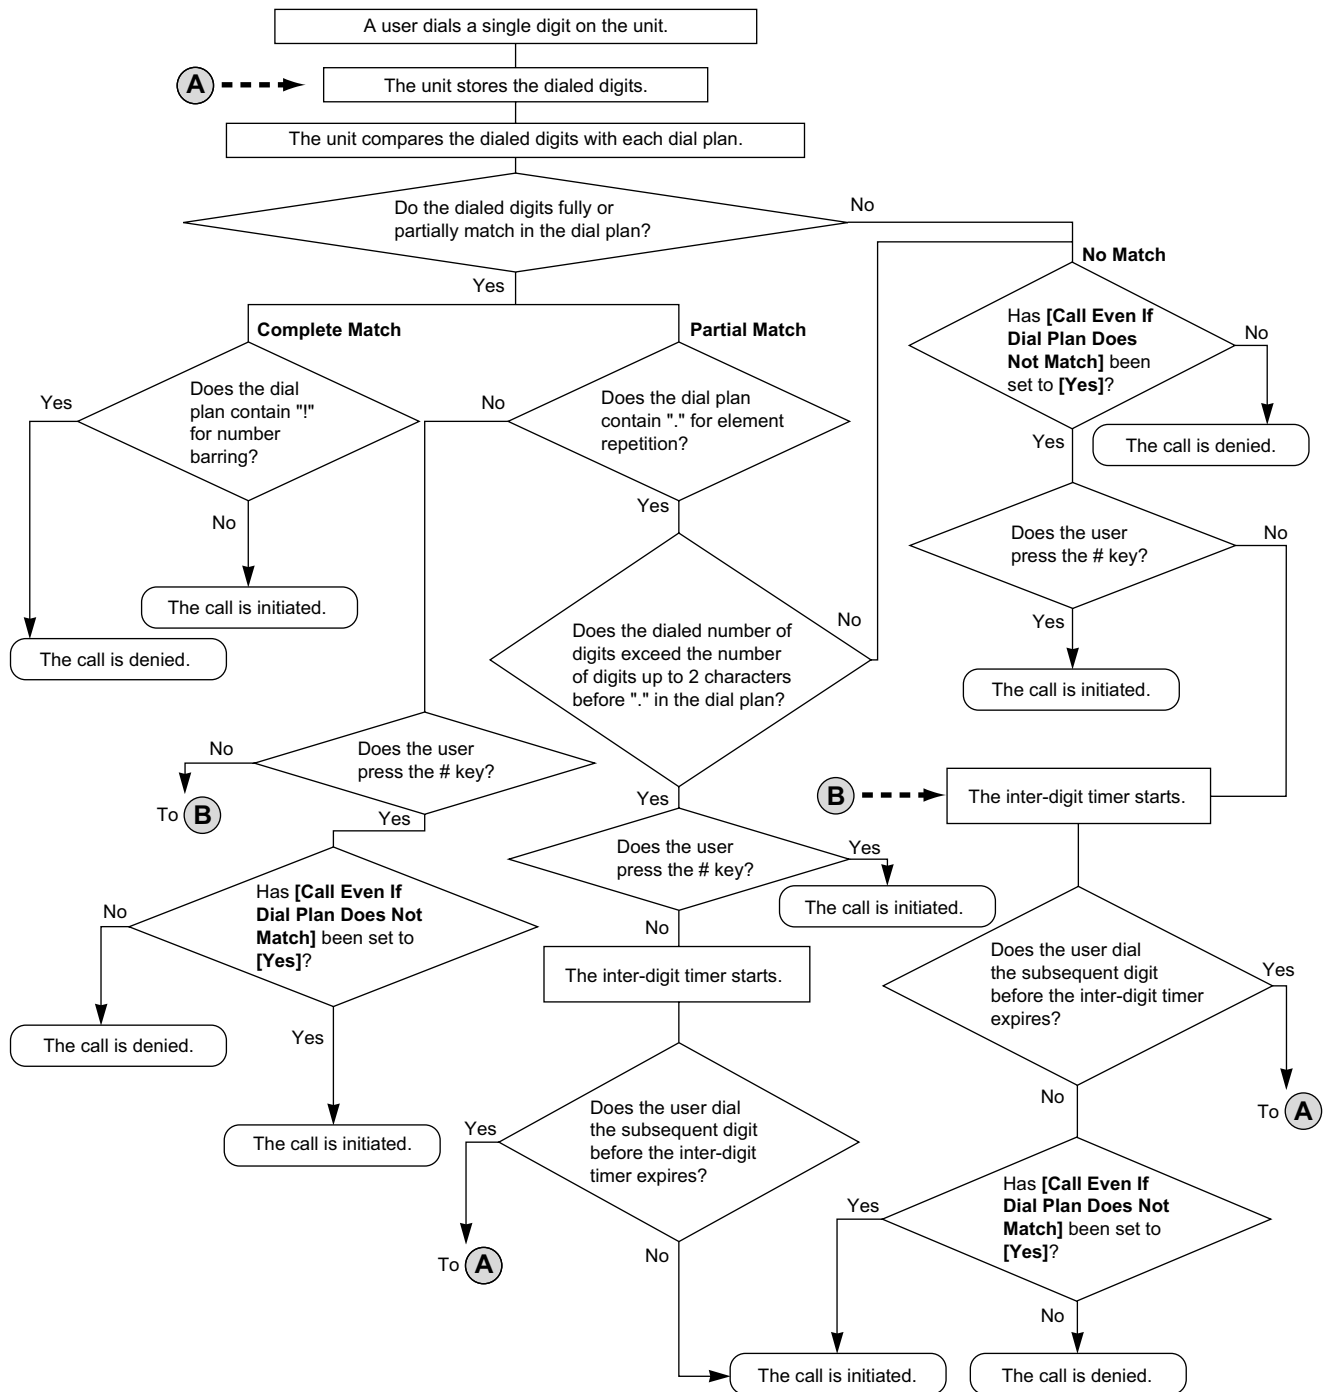 A user dials a single digit on the unit.
A
The unit stores the dialed digits.
The unit compares the dialed digits with each dial plan.
Do the dialed digits fully or
partially match in the dial plan?
No
Yes
No Match
Complete Match
Partial Match
Has [Call Even If
Dial Plan Does
Not Match] been
set to [Yes]?
No
Yes
The call is denied.
Does the dial
plan contain "!"
for number
barring?
Yes
No
The call is initiated.
The call is denied.
Does the dial plan
contain "." for element
repetition?
No
Yes
Does the user
press the # key?
No
Yes
The call is initiated.
Does the dialed number of
digits exceed the number
of digits up to 2 characters
before "." in the dial plan?
No
Yes
Does the user
press the # key?
No
To B
Yes
B
The inter-digit timer starts.
Does the user
press the # key?
Yes
The call is initiated.
No
Has [Call Even If
Dial Plan Does Not
Match] been set to
[Yes]?
No
The call is denied.
Yes
The call is initiated.
The inter-digit timer starts.
Does the user dial
the subsequent digit
before the inter-digit timer
expires?
Yes
To A
No
Does the user dial
the subsequent digit
before the inter-digit
timer expires?
Yes
To A
No
Has [Call Even If
Dial Plan Does Not
Match] been set to
[Yes]?
Yes
No
The call is initiated.
The call is denied.